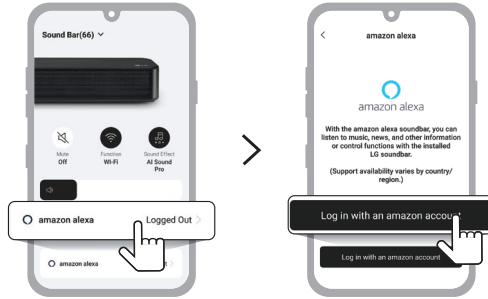 Sound Bar(66)
Mute
Off
Function
Wi-Fi
Sound Effect
AI Sound
Pro
amazon alexa
Logged Out
amazon alexa
amazon alexa
amazon alexa
With the amazon alexa soundbar, you can
listen to music, news, and other information
or control functions with the installed
LG soundbar.
(Support availability varies by country/
region.)
Log in with an amazon account
Log in with an amazon account